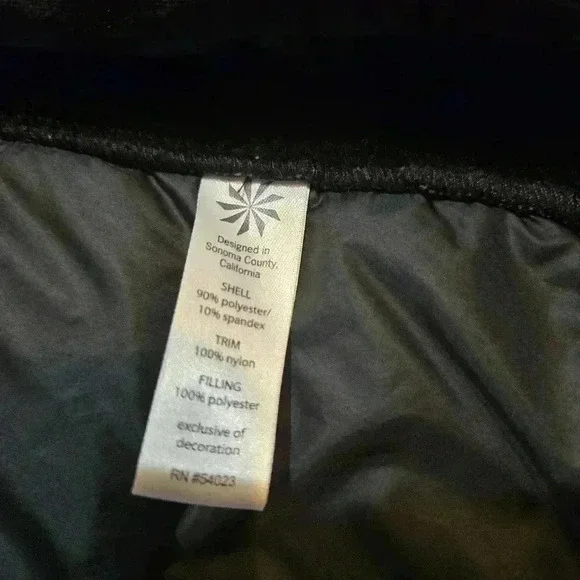 Designed in
Sonoma County,
California
SHELL
90% polyester/
10% spandex
TRIM
100% nylon
FILLING
100% polyester
exclusive of
decoration
RN #54023